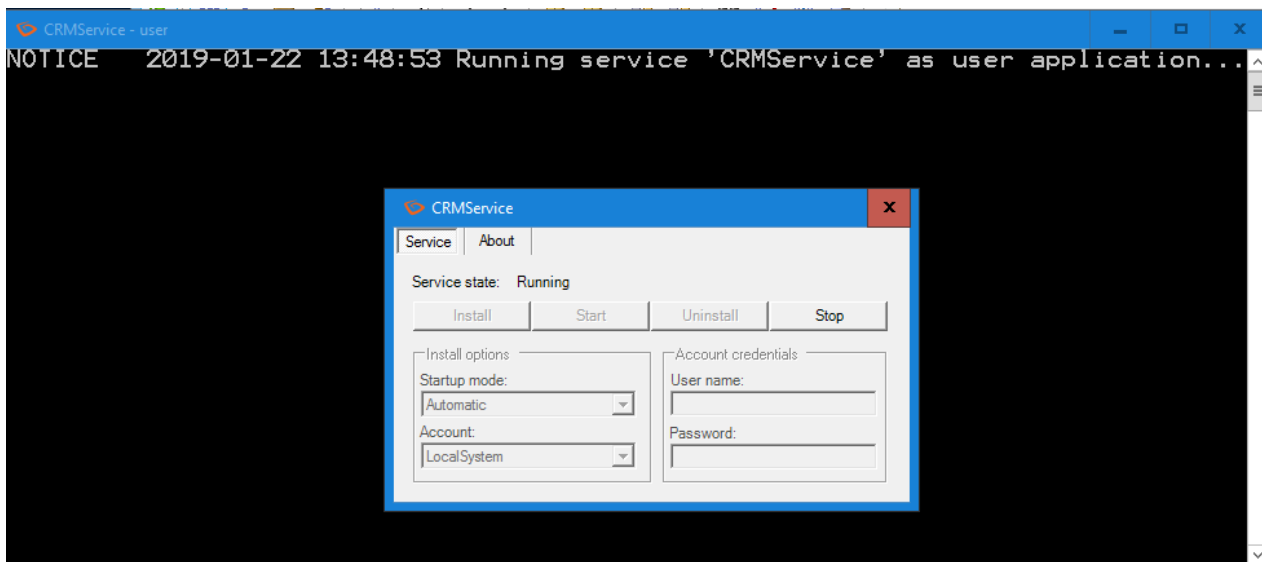 CRMService - user
NOTICE 2019-01-22 13:48:53 Running service 'CRMService' as user application...
CRMService
Service About
Service state: Running
Install Start Uninstall Stop
Install options Account credentials
Startup mode: User name:
Automatic
Account: Password:
LocalSystem